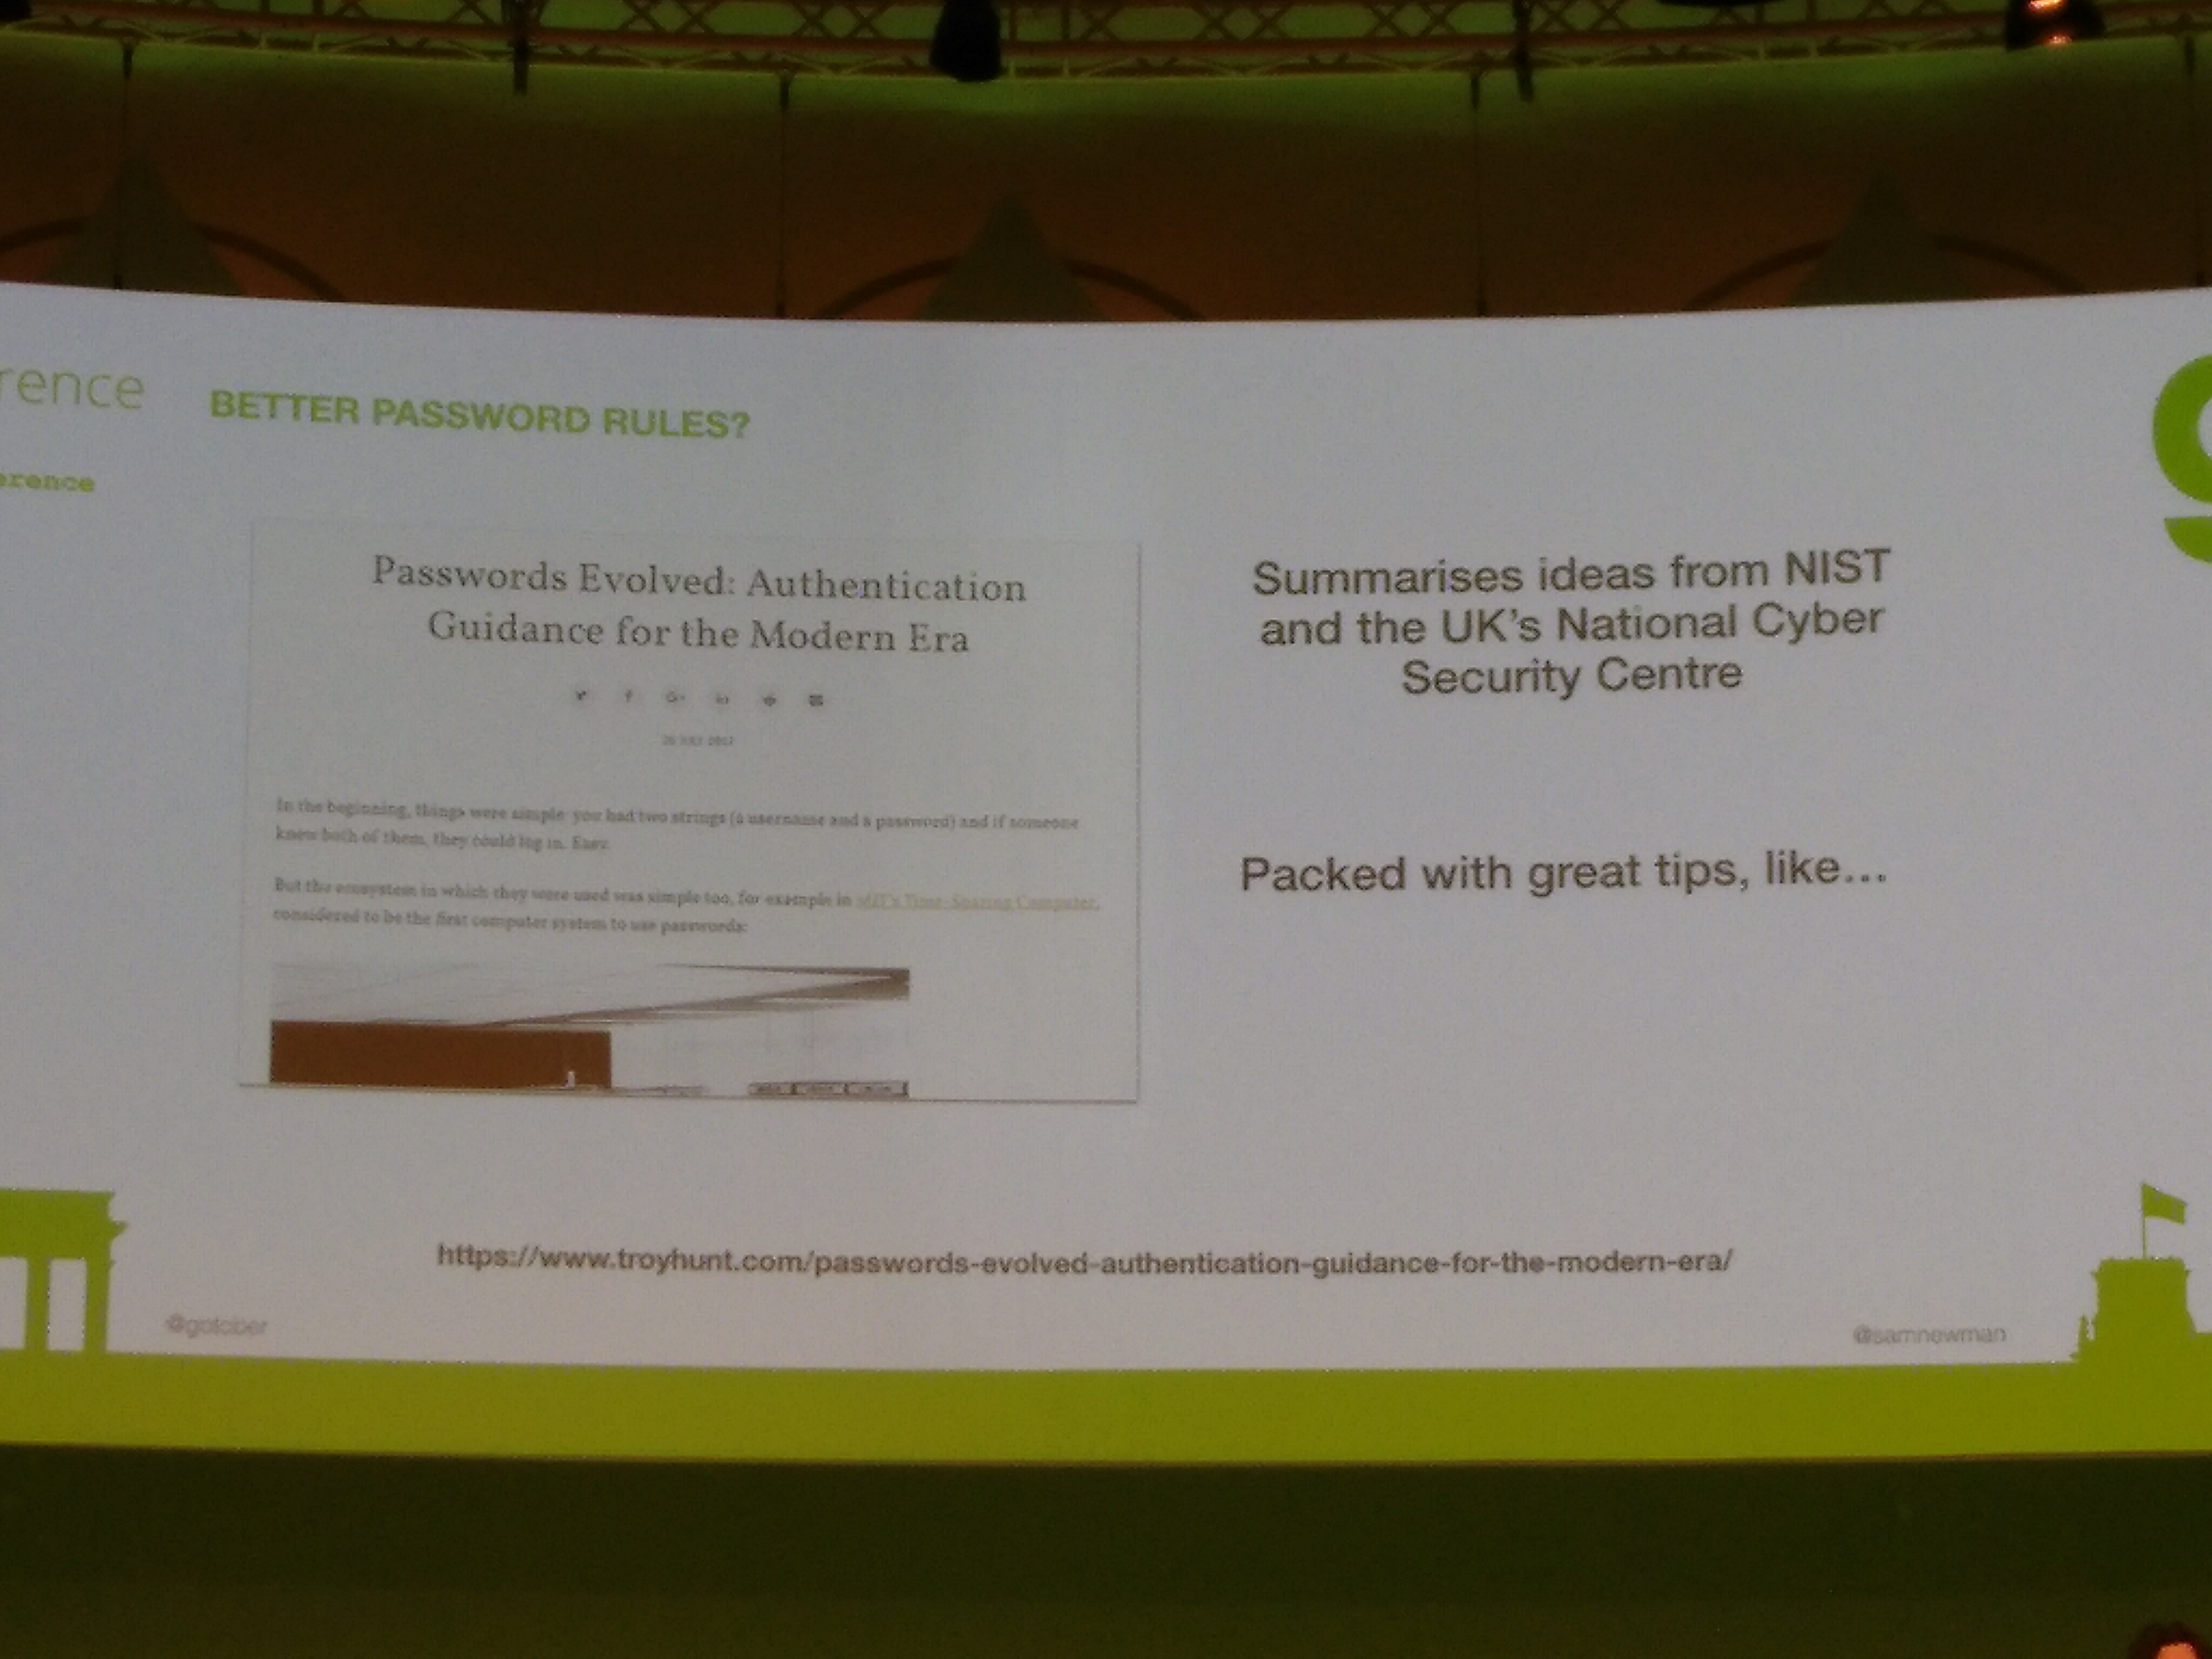 rence
erence
BETTER PASSWORD RULES?
Passwords Evolved: Authentication
Guidance for the Modern Era
In the beginning, things were simple: you had two strings (a username and a password) and if someone
knew both of them, they could log in. Easy.
But the ecosystem in which they were used was simple too, for example in MIT's Time-Sharing Computer,
considered to be the first computer system to use passwords:
Summarises ideas from NIST
and the UK's National Cyber
Security Centre
Packed with great tips, like...
https://www.troyhunt.com/passwords-evolved-authentication-guidance-for-the-modern-era/
@gotober
@samnewman